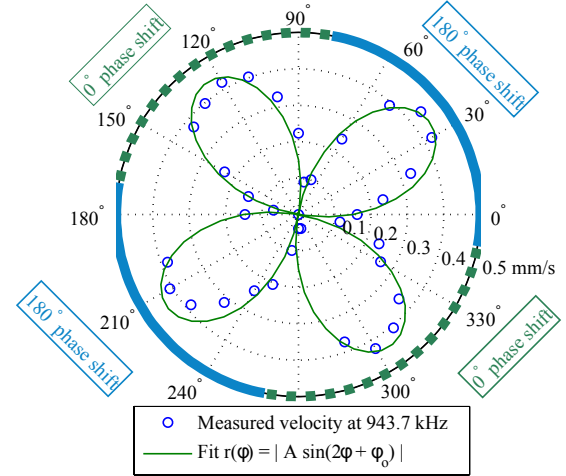 90°
120°
60°
0° phase shift
180° phase shift
150°
30°
180°
0°
0.1
0.2
0.3
0.4
0.5 mm/s
180° phase shift
0° phase shift
210°
330°
240°
300°
Measured velocity at 943.7 kHz
Fit r(φ) = | A sin(2φ + φₒ) |